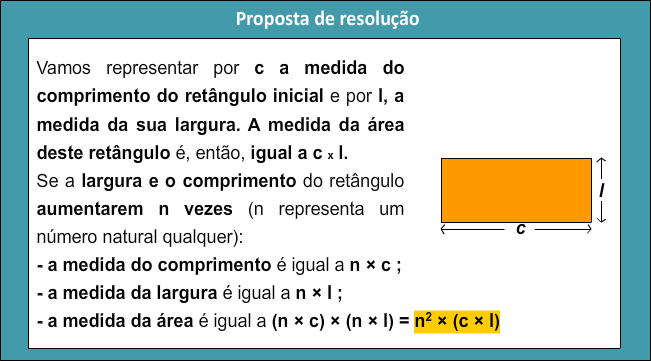 Proposta de resolução
Vamos representar por c a medida do
comprimento do retângulo inicial e por l, a
medida da sua largura. A medida da área
deste retângulo é, então, igual a c x l.
Se a largura e o comprimento do retângulo
aumentarem n vezes (n representa um
número natural qualquer):
- a medida do comprimento é igual a n × c ;
- a medida da largura é igual a n × l ;
- a medida da área é igual a (n × c) × (n × l) = n² × (c × l)
l
c